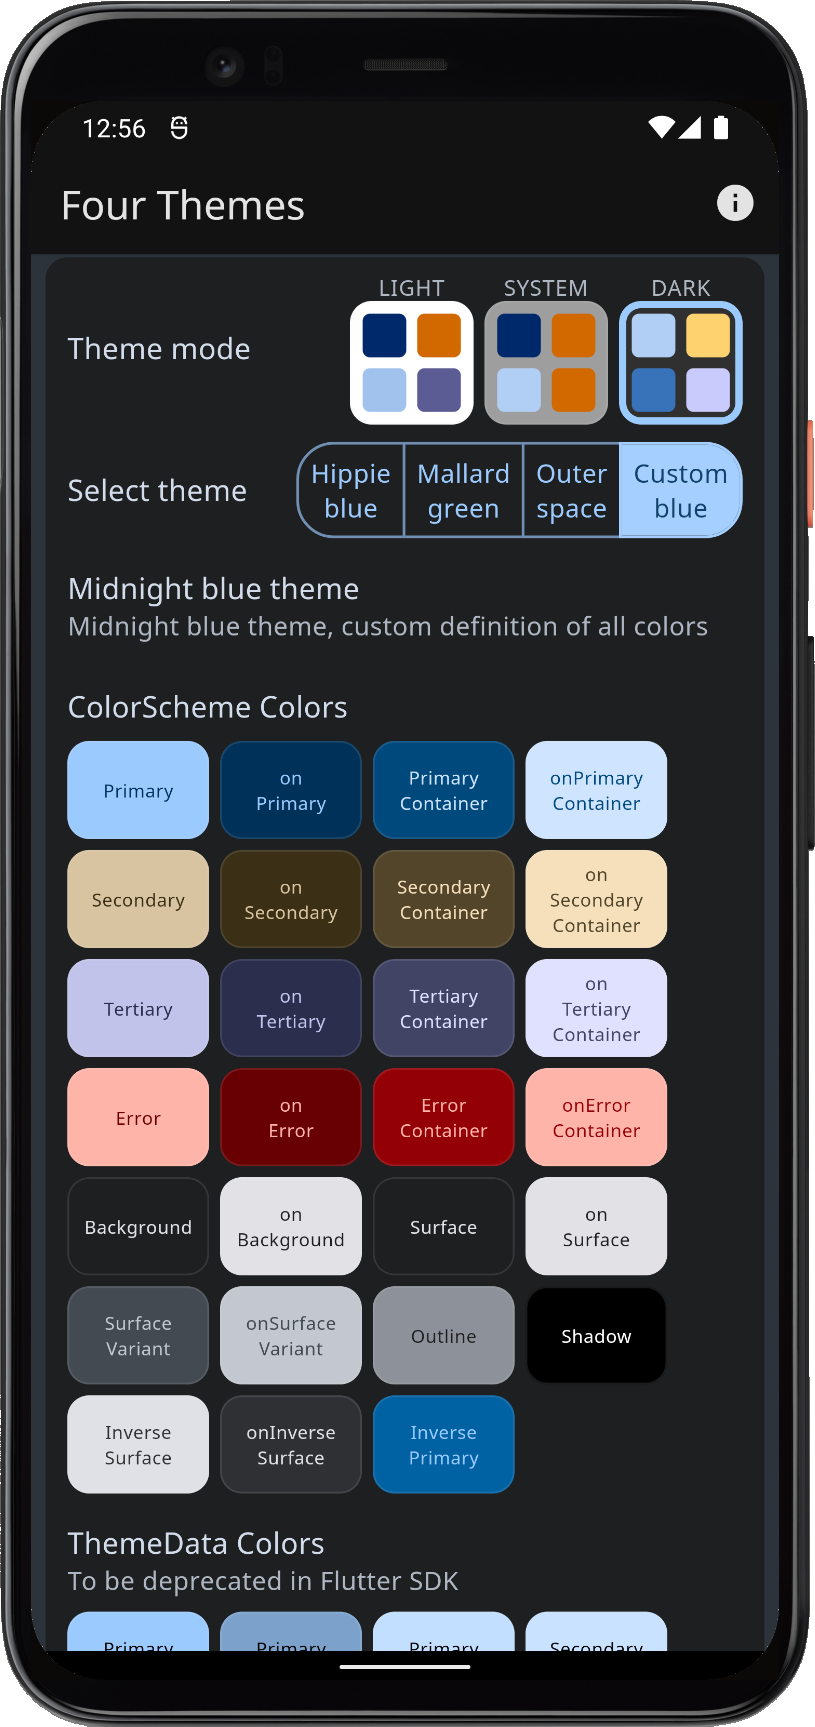 12:56
Four Themes
LIGHT SYSTEM DARK
Theme mode
Select theme
Hippie
blue
Mallard
green
Outer
space
Custom
blue
Midnight blue theme
Midnight blue theme, custom definition of all colors
ColorScheme Colors
Primary
on
Primary
Primary
Container
onPrimary
Container
Secondary
on
Secondary
Secondary
Container
on
Secondary
Container
Tertiary
on
Tertiary
Tertiary
Container
on
Tertiary
Container
Error
on
Error
Error
Container
onError
Container
Background
on
Background
Surface
on
Surface
Surface
Variant
onSurface
Variant
Outline
Shadow
Inverse
Surface
onInverse
Surface
Inverse
Primary
ThemeData Colors
To be deprecated in Flutter SDK
Primary
Primary
Primary
Secondary